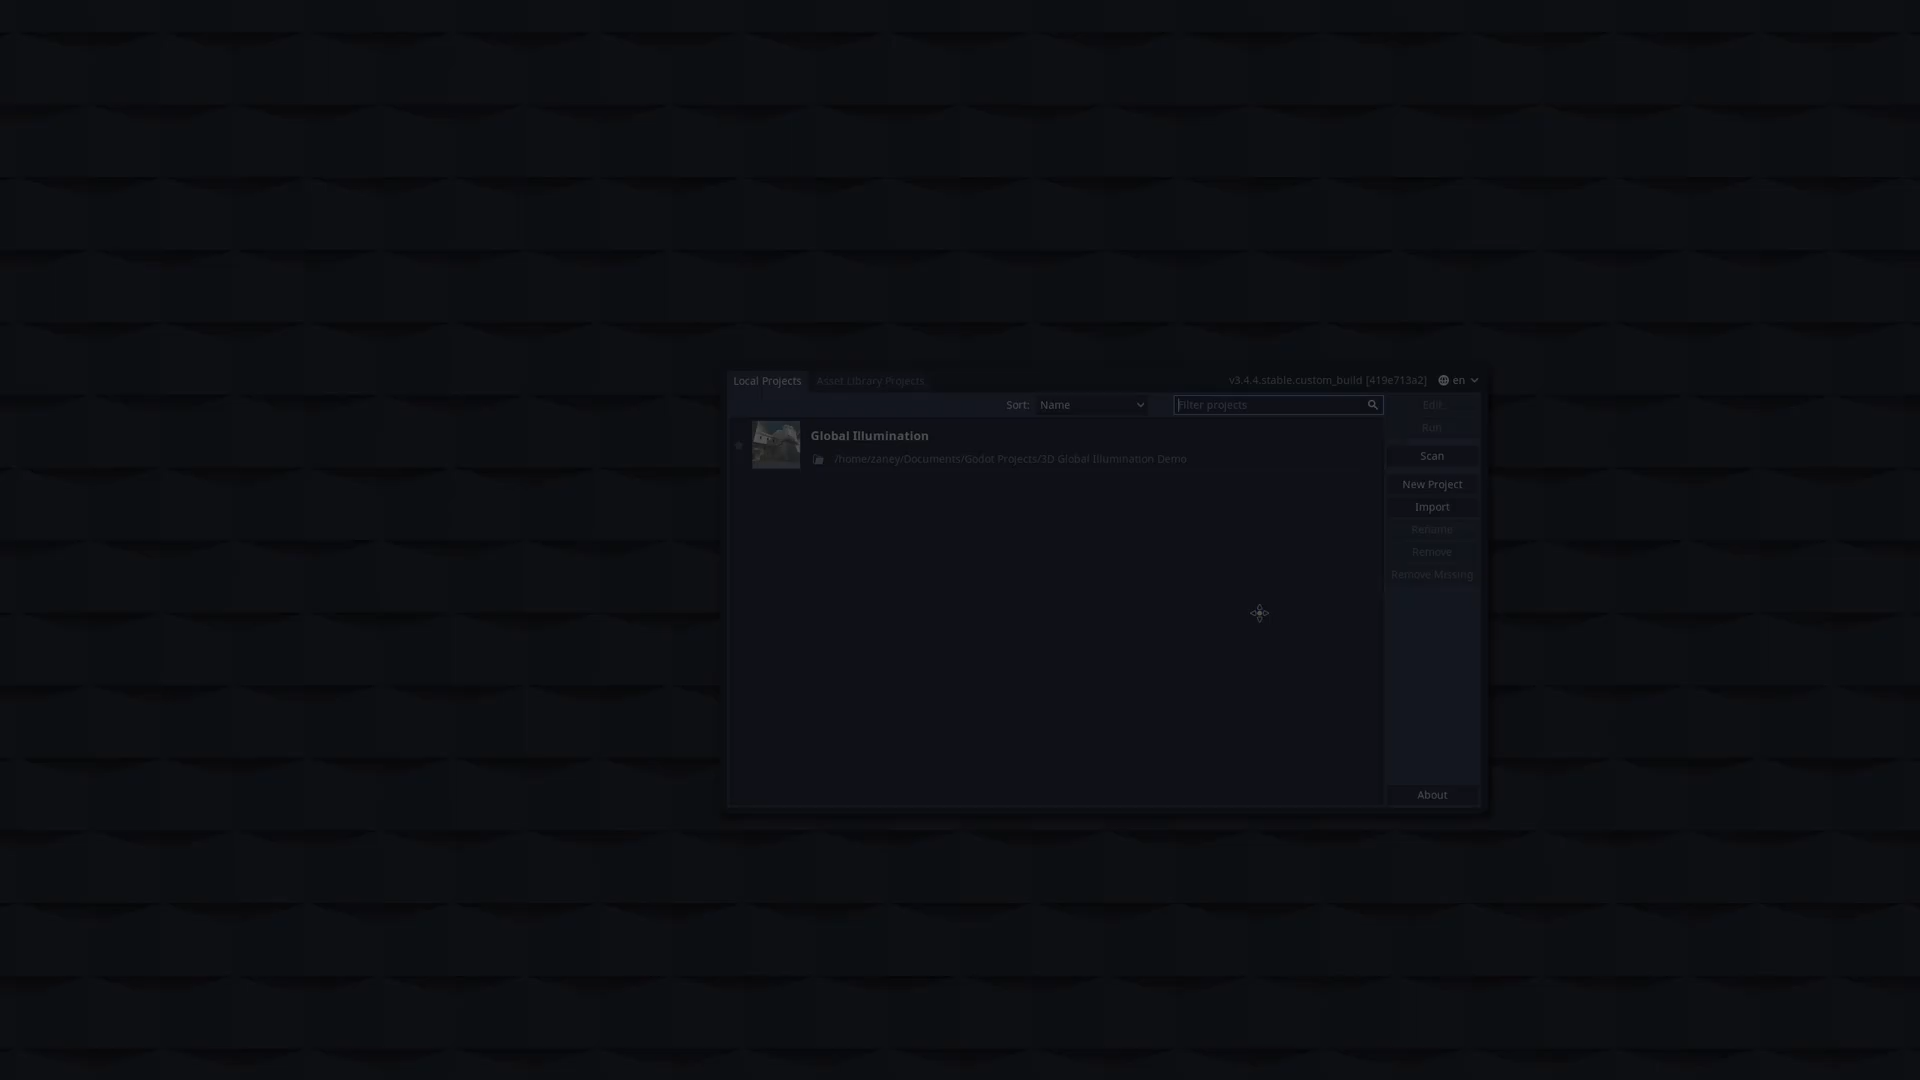 Local Projects Asset Library Projects v3.4.4.stable.custom_build [419e713a2] en
Sort: Name Filter projects Edit
Global Illumination
/home/zaney/Documents/Godot Projects/3D Global Illumination Demo
Run
Scan
New Project
Import
Rename
Remove
Remove Missing
About